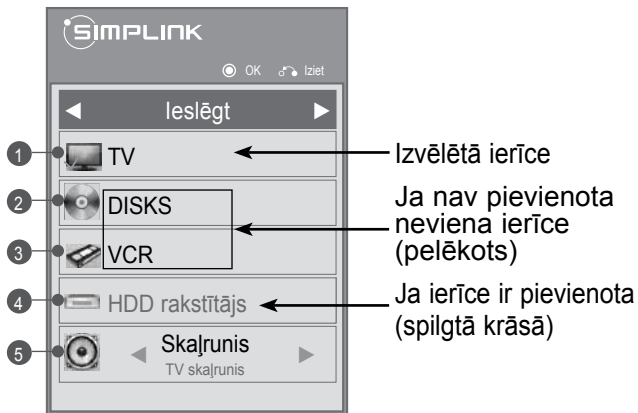 SIMPLINK
OK Iziet
Ieslēgt
1 TV
Izvēlētā ierīce
2 DISKS
3 VCR
Ja nav pievienota
neviena ierīce
(pelēkots)
4 HDD rakstītājs
Ja ierīce ir pievienota
(spilgtā krāsā)
5 Skaļrunis
TV skaļrunis